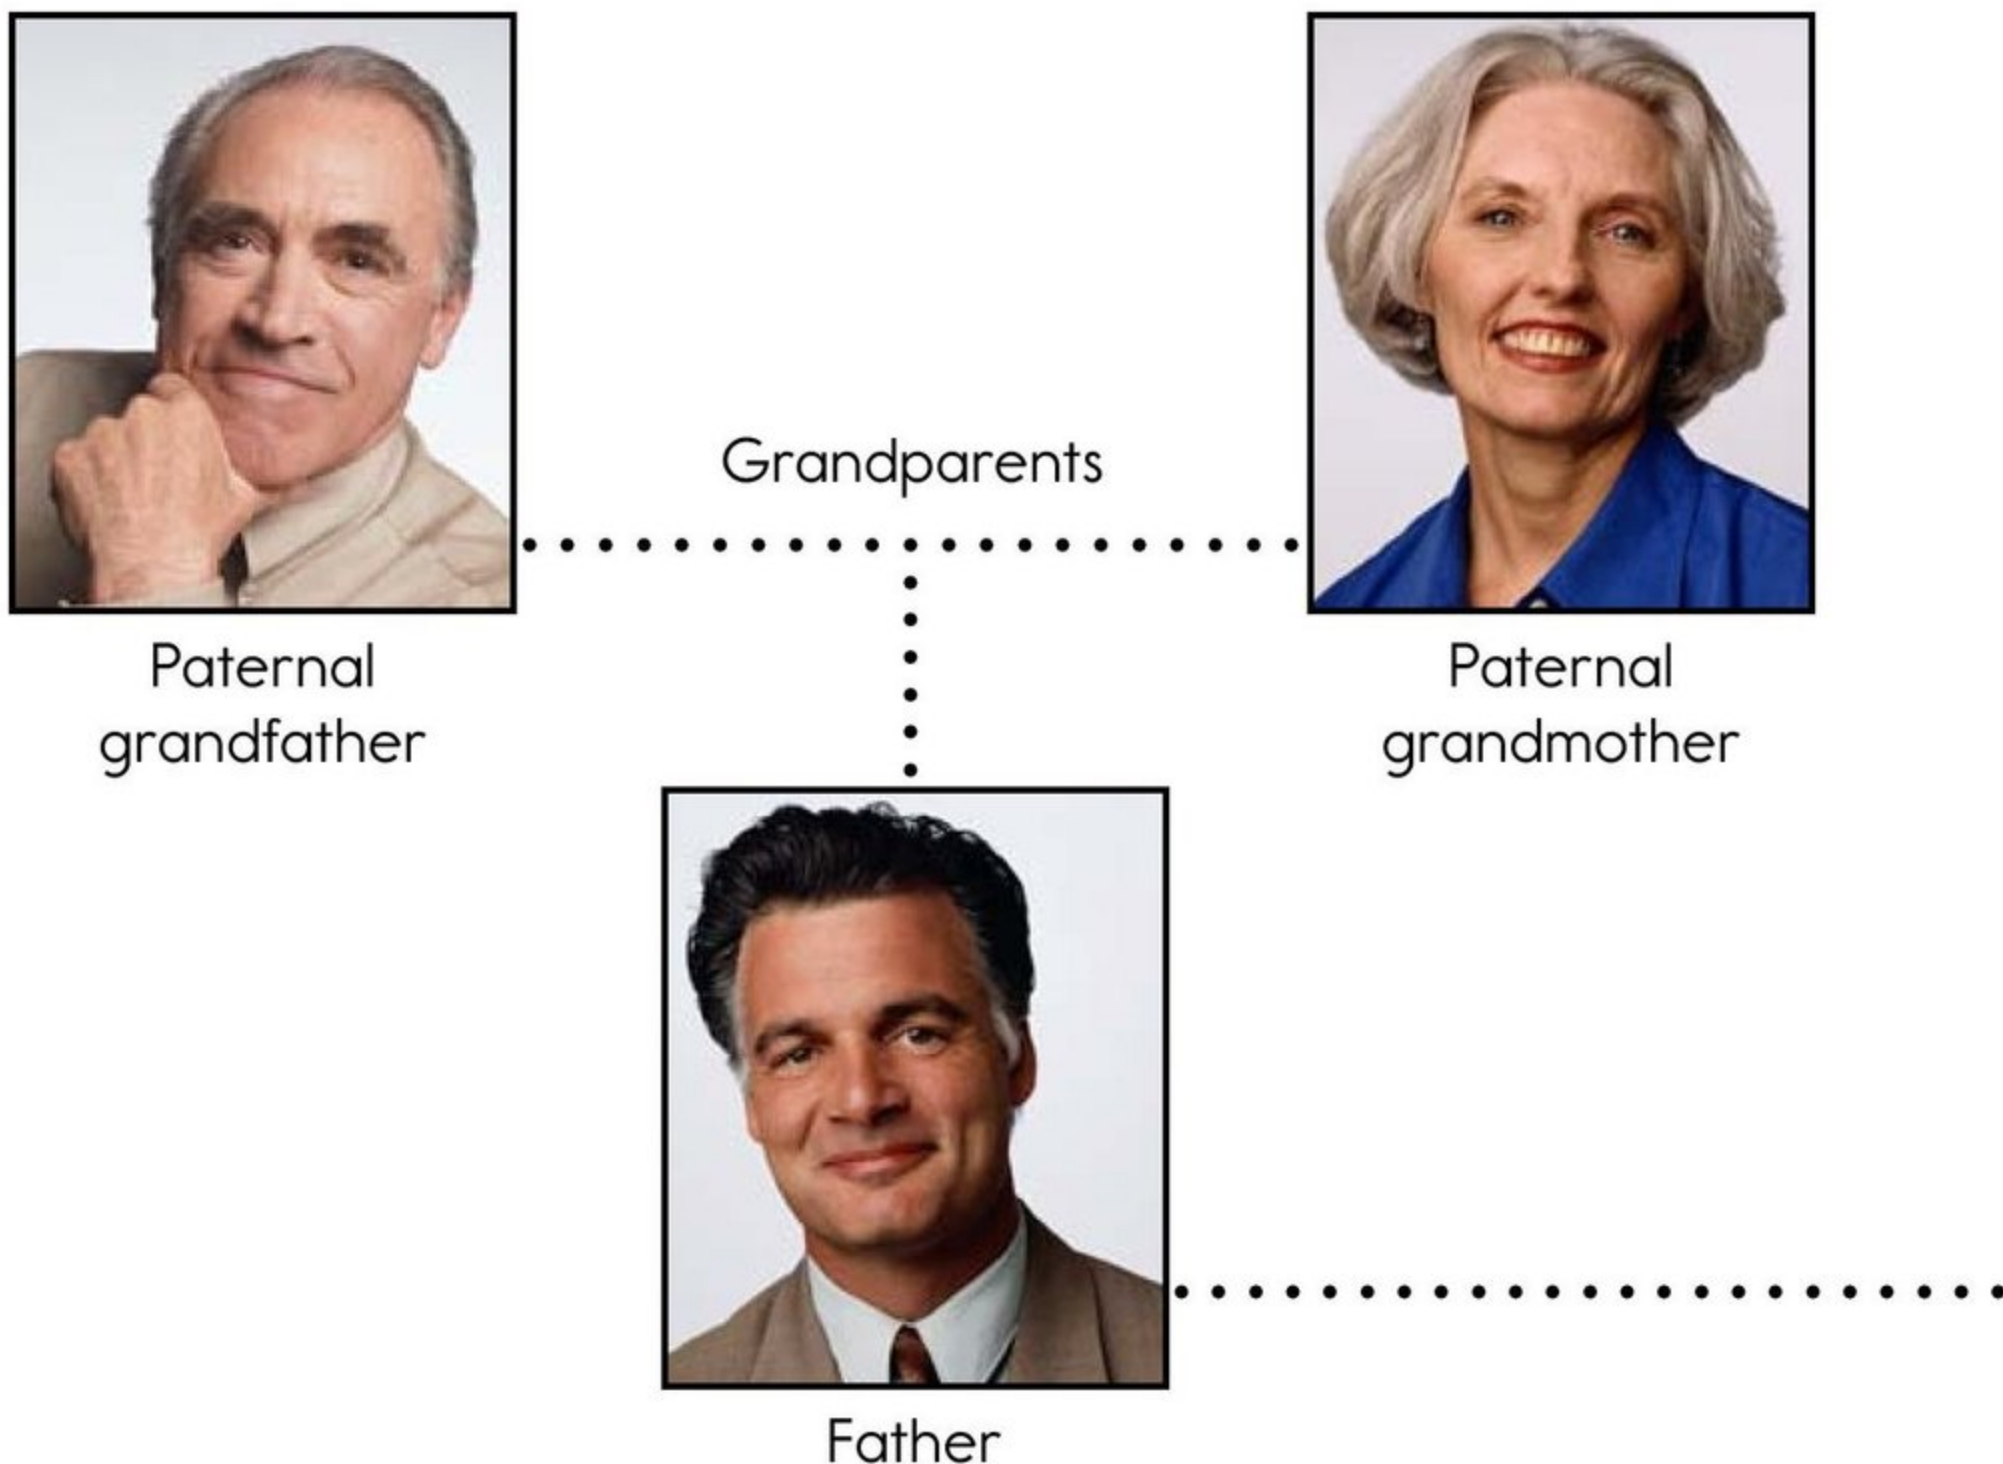 Grandparents
Paternal
grandfather
Paternal
grandmother
Father